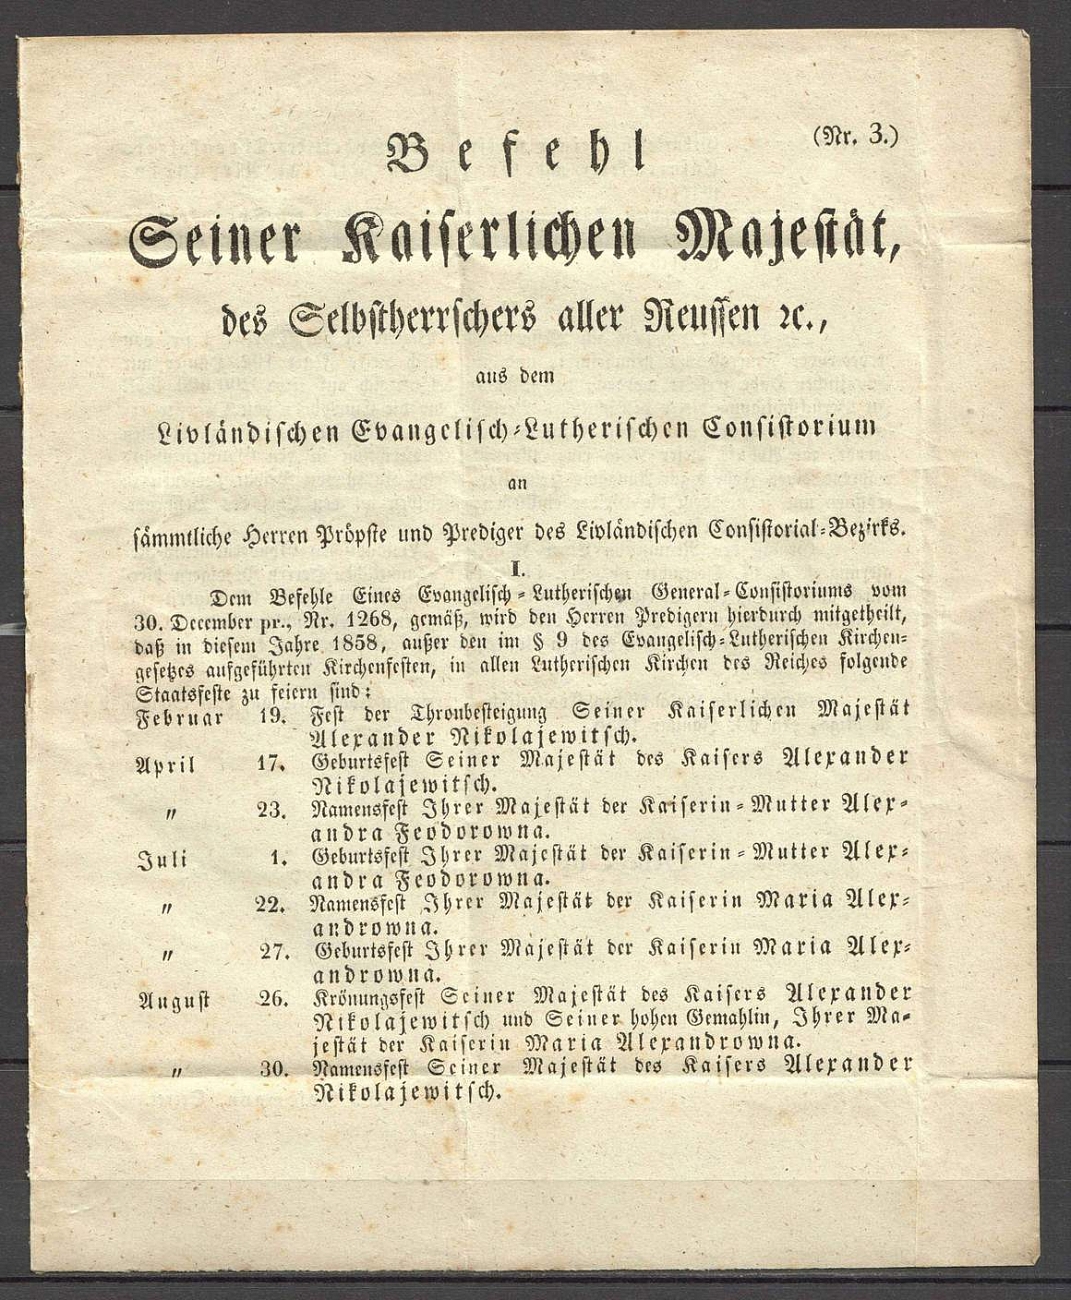 (Nr. 3.)
Befehl
Seiner Kaiserlichen Majestät,
des Selbstherrschers aller Reussen ꝛc.,
aus dem
Livländischen Evangelisch-Lutherischen Consistorium
an
sämmtliche Herren Pröpste und Prediger des Livländischen Consistorial-Bezirks.
I.
Dem Befehle Eines Evangelisch-Lutherischen General-Consistoriums vom
30. December pr., Nr. 1268, gemäß, wird den Herren Predigern hierdurch mitgetheilt,
daß in diesem Jahre 1858, außer den im § 9 des Evangelisch-Lutherischen Kirchen-
gesetzes aufgeführten Kirchenfesten, in allen Lutherischen Kirchen des Reiches folgende
Staatsfeste zu feiern sind:
Februar 19. Fest der Thronbesteigung Seiner Kaiserlichen Majestät
Alexander Nikolajewitsch.
April 17. Geburtsfest Seiner Majestät des Kaisers Alexander
Nikolajewitsch.
„ 23. Namensfest Ihrer Majestät der Kaiserin-Mutter Alex-
andra Feodorowna.
Juli 1. Geburtsfest Ihrer Majestät der Kaiserin-Mutter Alex-
andra Feodorowna.
„ 22. Namensfest Ihrer Majestät der Kaiserin Maria Alex-
androwna.
„ 27. Geburtsfest Ihrer Majestät der Kaiserin Maria Alex-
androwna.
August 26. Krönungsfest Seiner Majestät des Kaisers Alexander
Nikolajewitsch und Seiner hohen Gemahlin, Ihrer Ma-
jestät der Kaiserin Maria Alexandrowna.
„ 30. Namensfest Seiner Majestät des Kaisers Alexander
Nikolajewitsch.